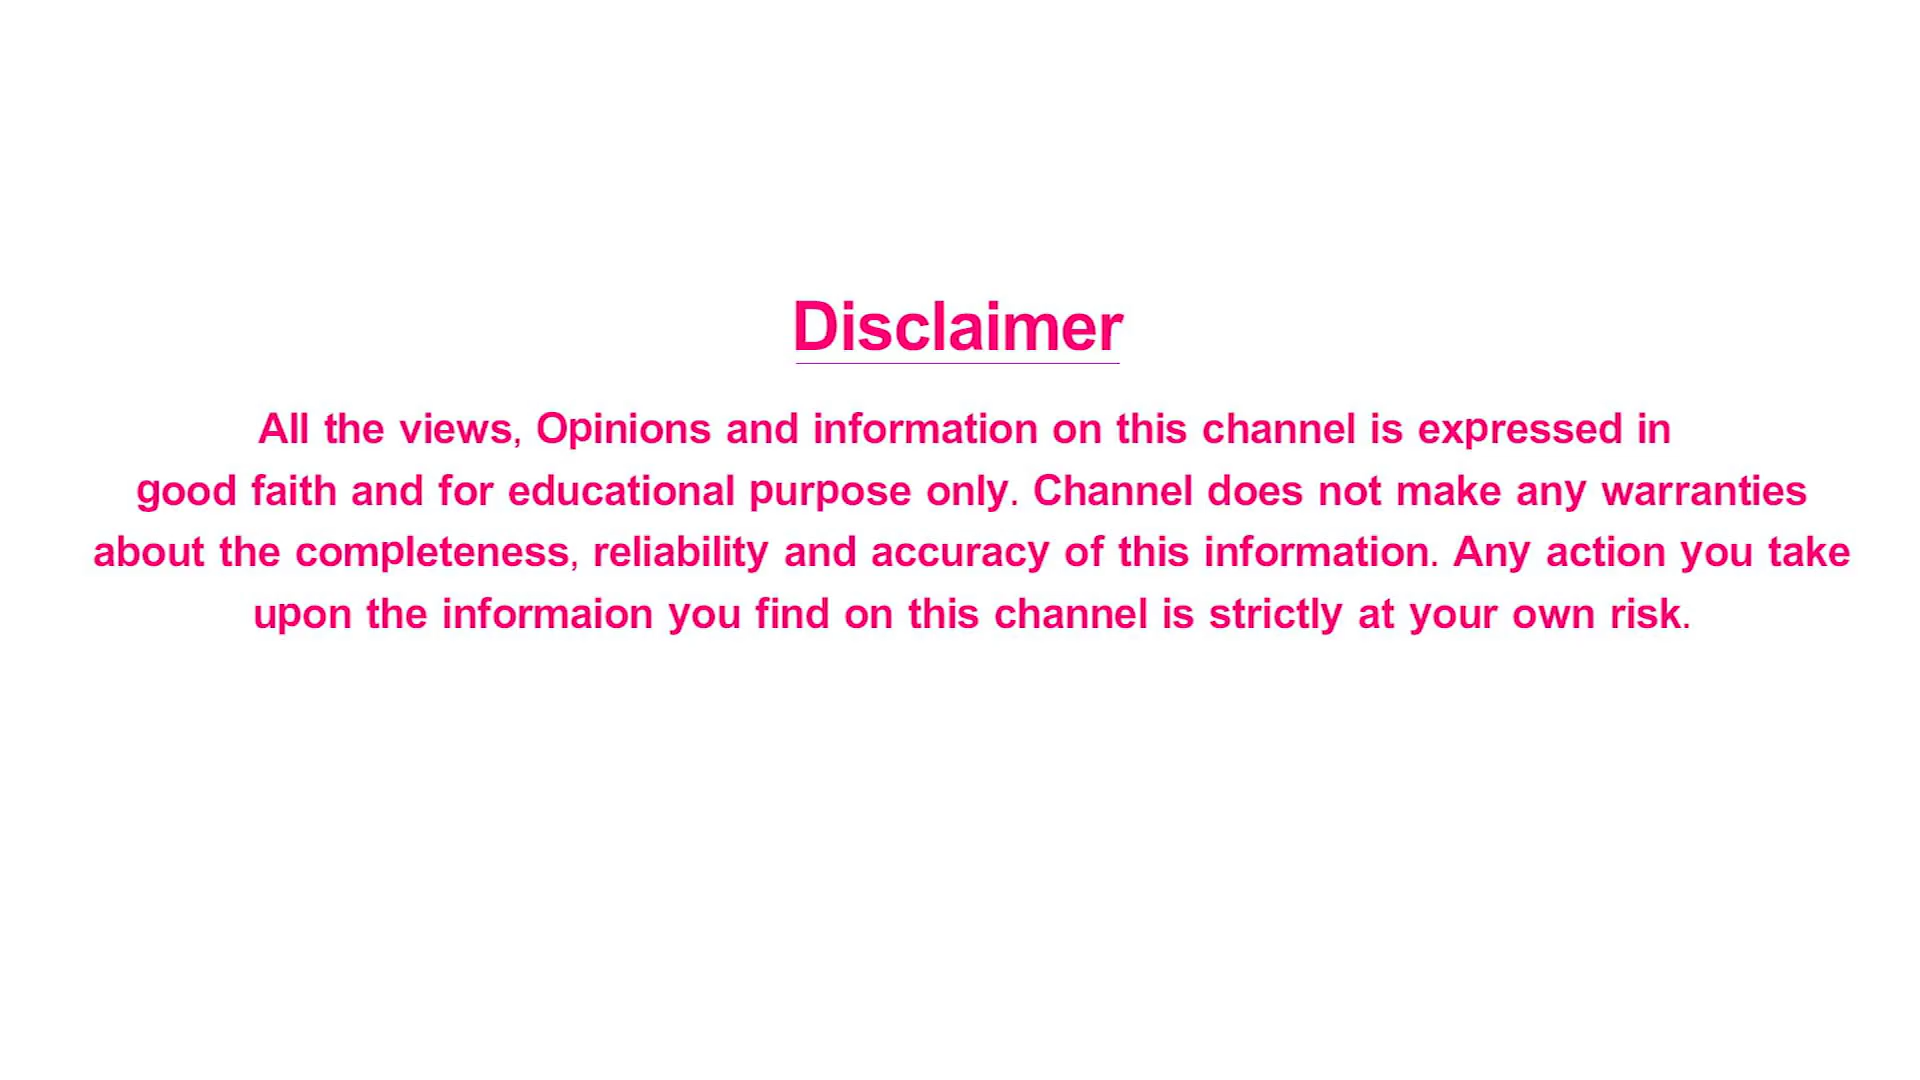 Disclaimer
All the views, Opinions and information on this channel is expressed in
good faith and for educational purpose only. Channel does not make any warranties
about the completeness, reliability and accuracy of this information. Any action you take
upon the informaion you find on this channel is strictly at your own risk.